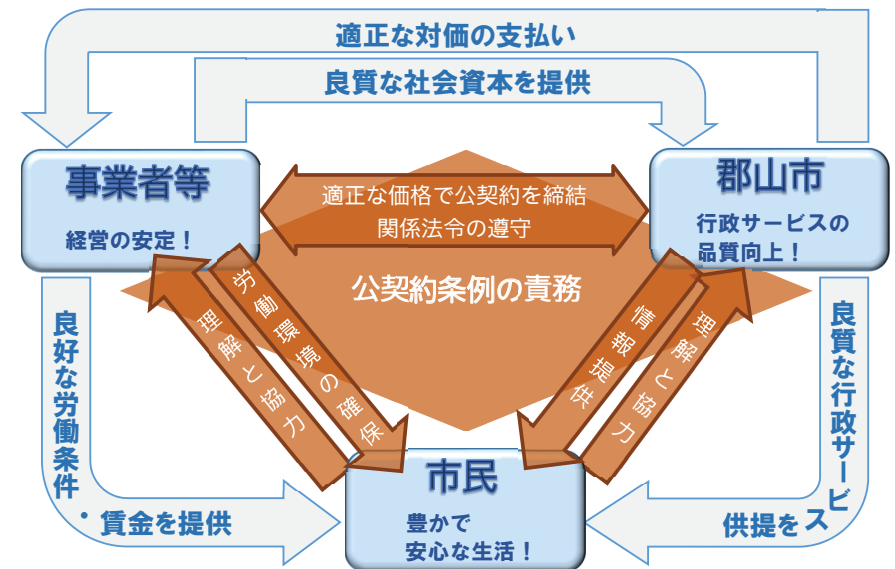 適正な対価の支払い
良質な社会資本を提供
事業者等
経営の安定!
郡山市
行政サービスの
品質向上!
適正な価格で公契約を締結
関係法令の遵守
公契約条例の責務
労働環境の確保
理解と協力
情報提供
理解と協力
良好な労働条件・賃金を提供
良質な行政サービスを提供
市民
豊かで
安心な生活!